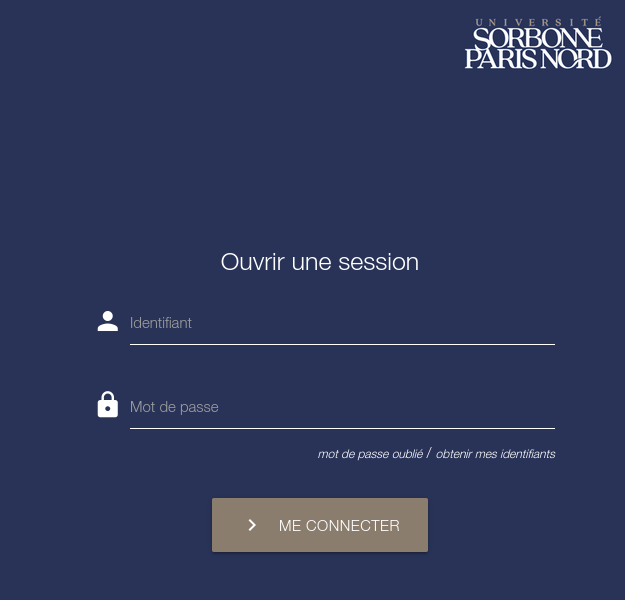 UNIVERSITÉ
SORBONNE
PARIS NORD
Ouvrir une session
Identifiant
Mot de passe
mot de passe oublié / obtenir mes identifiants
ME CONNECTER